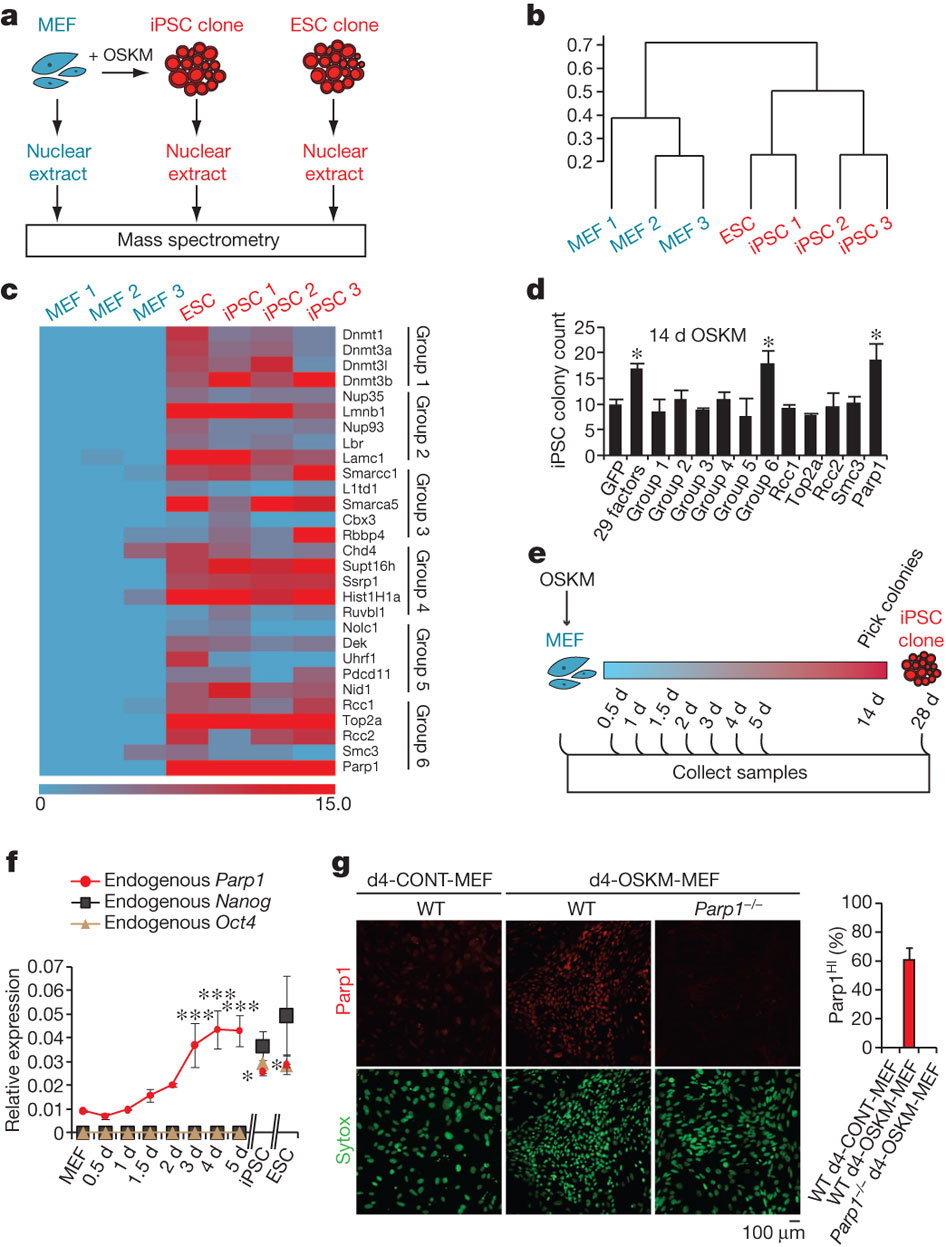 a
MEF
iPSC clone
ESC clone
+ OSKM
Nuclear extract
Nuclear extract
Nuclear extract
Mass spectrometry
b
0.7
0.6
0.5
0.4
0.3
0.2
MEF 1
MEF 2
MEF 3
ESC
iPSC 1
iPSC 2
iPSC 3
c
MEF 1
MEF 2
MEF 3
ESC
iPSC 1
iPSC 2
iPSC 3
Dnmt1
Dnmt3a
Dnmt3l
Dnmt3b
Nup35
Lmnb1
Nup93
Lbr
Lamc1
Smarcc1
L1td1
Smarca5
Cbx3
Rbbp4
Chd4
Supt16h
Ssrp1
Hist1H1a
Ruvbl1
Nolc1
Dek
Uhrf1
Pdcd11
Nid1
Rcc1
Top2a
Rcc2
Smc3
Parp1
Group 1
Group 2
Group 3
Group 4
Group 5
Group 6
0
15.0
d
iPSC colony count
25
20
15
10
5
0
14 d OSKM
*
*
*
GFP
29 factors
Group 1
Group 2
Group 3
Group 4
Group 5
Group 6
Rcc1
Top2a
Rcc2
Smc3
Parp1
e
OSKM
MEF
Pick colonies
iPSC clone
0.5 d
1 d
1.5 d
2 d
3 d
4 d
5 d
14 d
28 d
Collect samples
f
Endogenous Parp1
Endogenous Nanog
Endogenous Oct4
Relative expression
0.07
0.06
0.05
0.04
0.03
0.02
0.01
0
***
***
***
*
*
MEF
0.5 d
1 d
1.5 d
2 d
3 d
4 d
5 d
iPSC
ESC
g
d4-CONT-MEF
d4-OSKM-MEF
WT
WT
Parp1–/–
Parp1
Sytox
100 μm
Parp1HI (%)
100
80
60
40
20
0
WT d4-CONT-MEF
WT d4-OSKM-MEF
Parp1–/– d4-OSKM-MEF